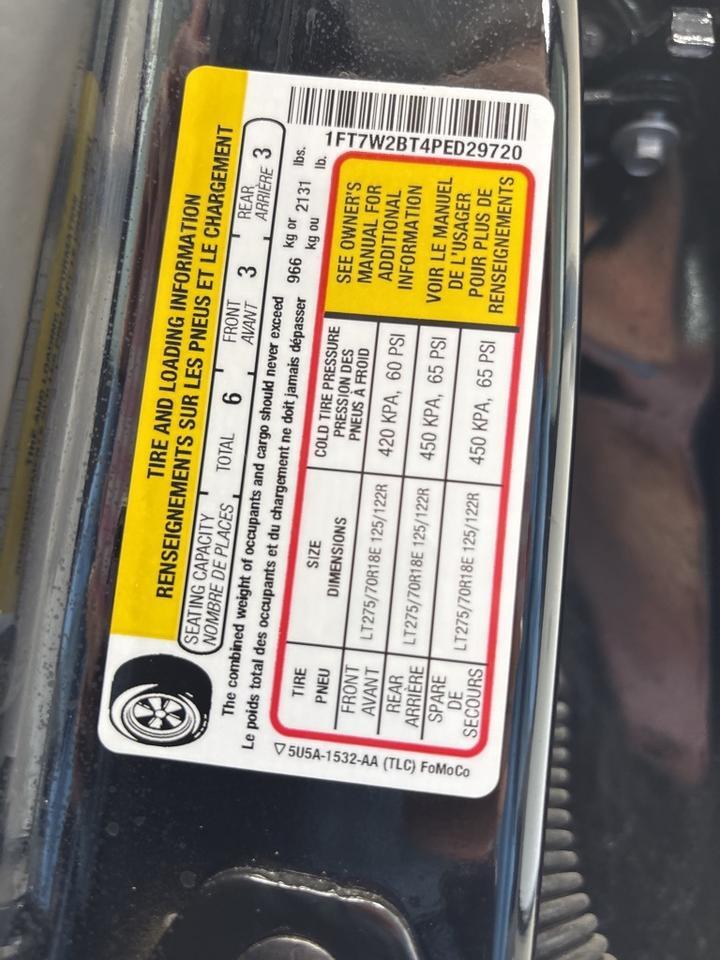 1FT7W2BT4PED29720
TIRE AND LOADING INFORMATION
RENSEIGNEMENTS SUR LES PNEUS ET LE CHARGEMENT
SEATING CAPACITY TOTAL 6 FRONT 3 REAR 3
NOMBRE DE PLACES AVANT ARRIÈRE
The combined weight of occupants and cargo should never exceed 966 kg or 2131 lbs.
Le poids total des occupants et du chargement ne doit jamais dépasser kg ou lb.
TIRE SIZE COLD TIRE PRESSURE
PNEU DIMENSIONS PRESSION DES
PNEUS À FROID
FRONT
AVANT LT275/70R18E 125/122R 420 KPA, 60 PSI
REAR
ARRIÈRE LT275/70R18E 125/122R 450 KPA, 65 PSI
SPARE
DE
SECOURS LT275/70R18E 125/122R 450 KPA, 65 PSI
SEE OWNER'S
MANUAL FOR
ADDITIONAL
INFORMATION
VOIR LE MANUEL
DE L'USAGER
POUR PLUS DE
RENSEIGNEMENTS
▽5U5A-1532-AA (TLC) FoMoCo